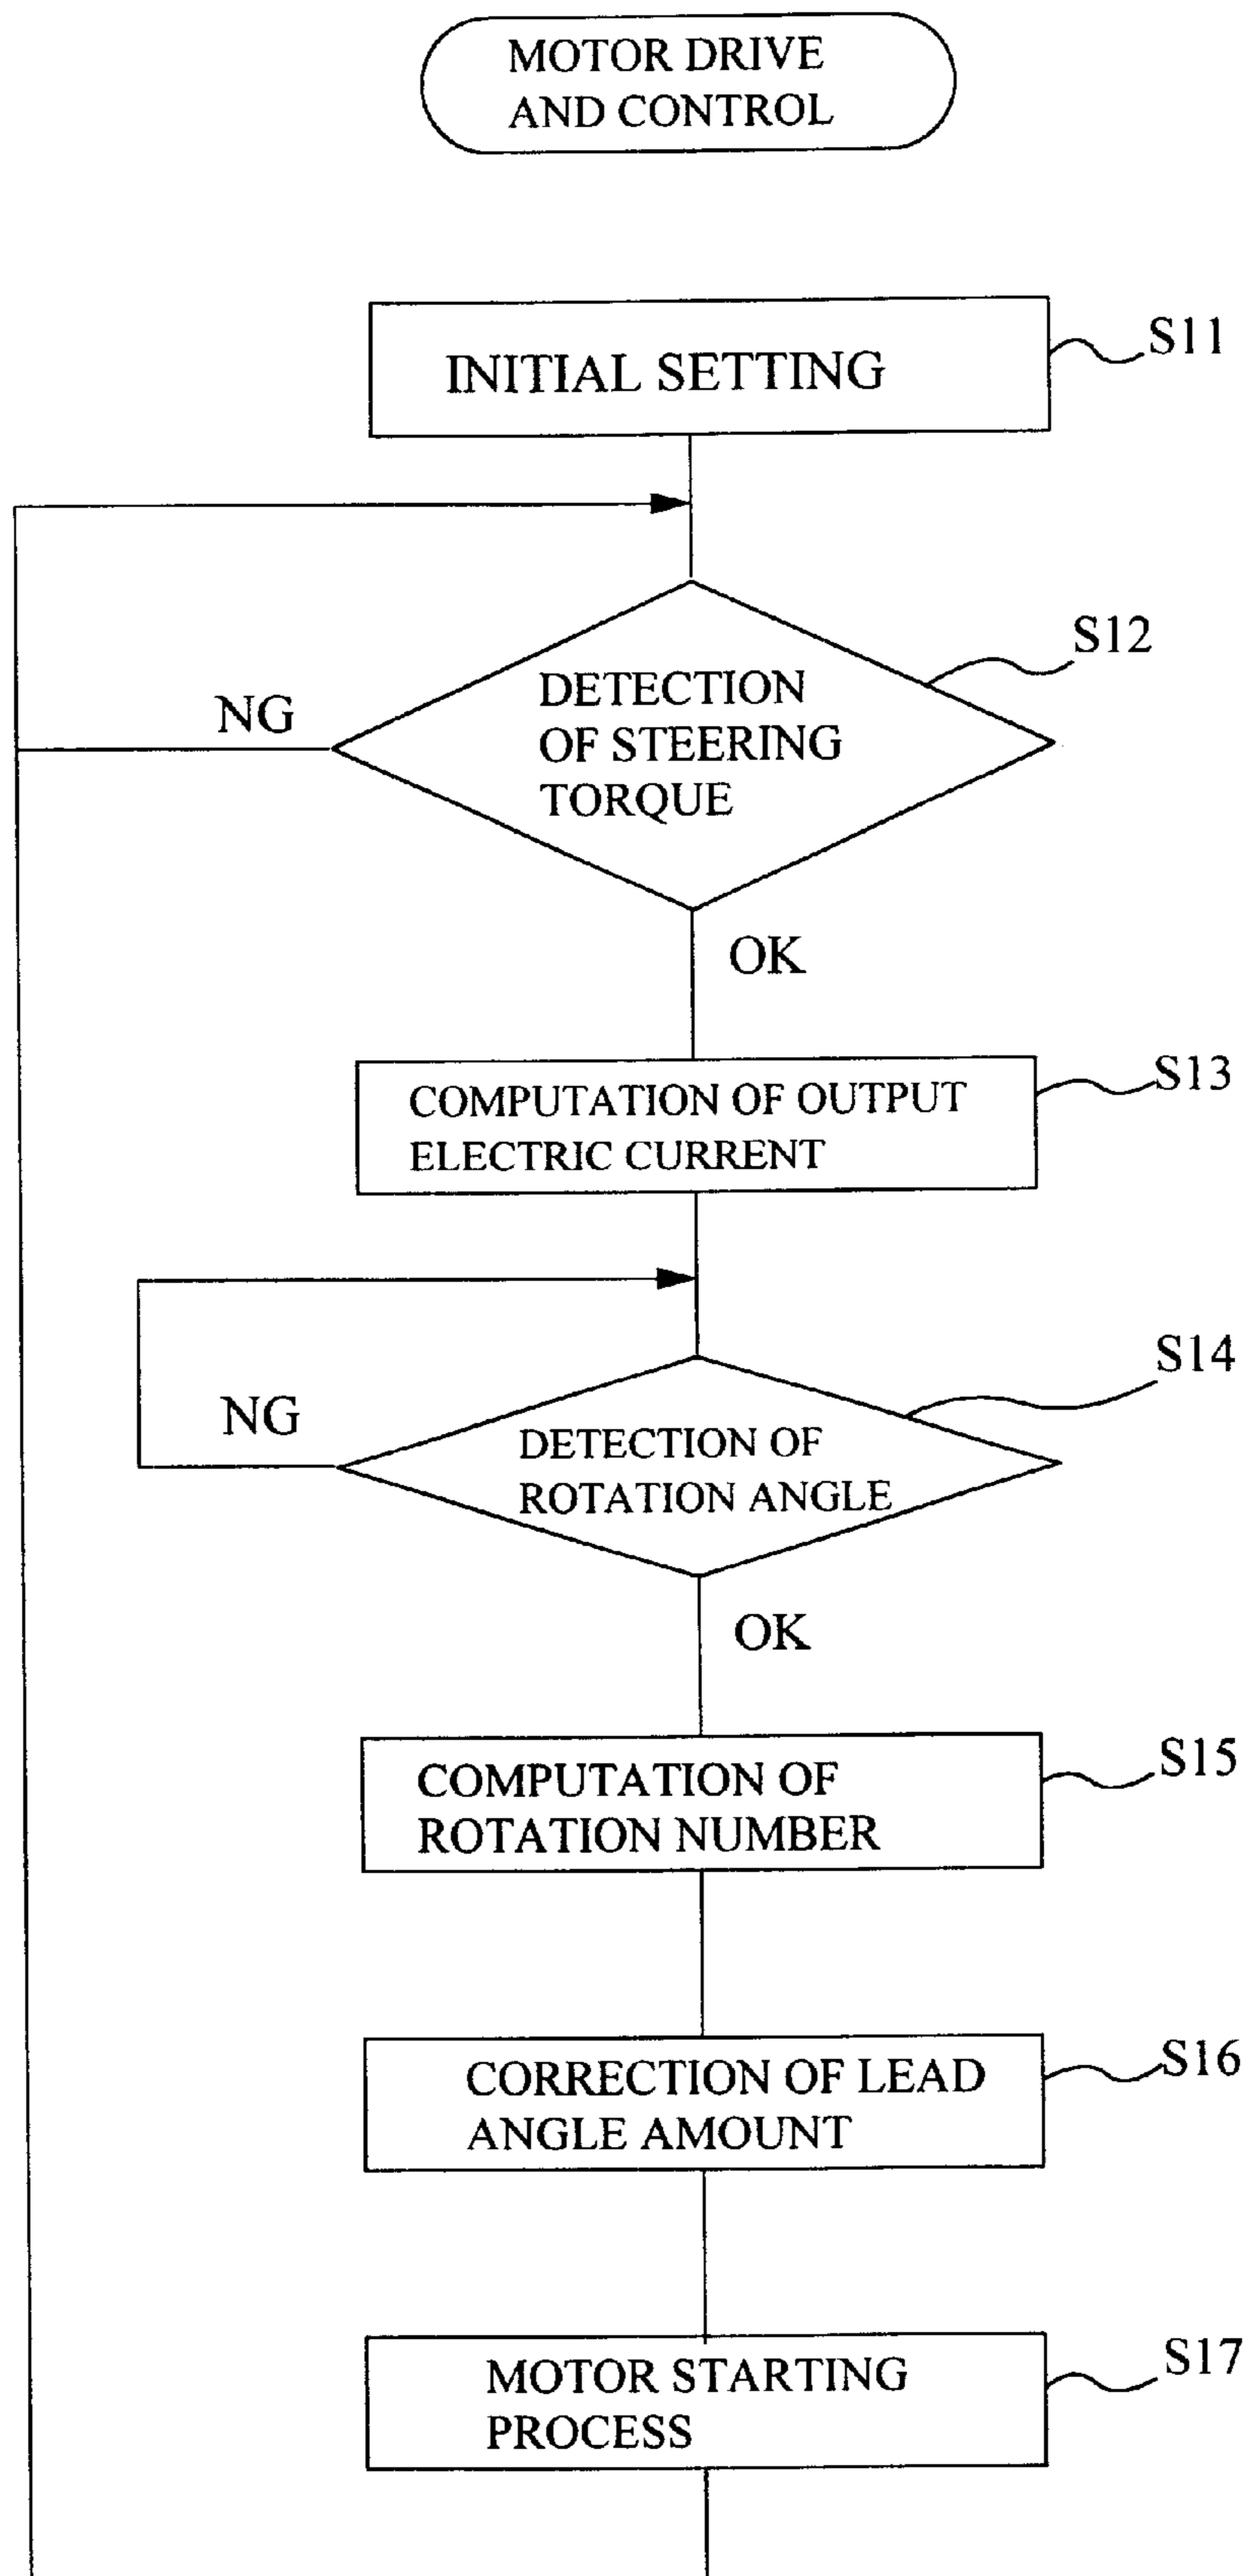 MOTOR DRIVE
AND CONTROL
INITIAL SETTING
S11
S12
DETECTION
OF STEERING
TORQUE
NG
OK
COMPUTATION OF OUTPUT
ELECTRIC CURRENT
S13
S14
NG
DETECTION OF
ROTATION ANGLE
OK
COMPUTATION OF
ROTATION NUMBER
S15
CORRECTION OF LEAD
ANGLE AMOUNT
S16
MOTOR STARTING
PROCESS
S17